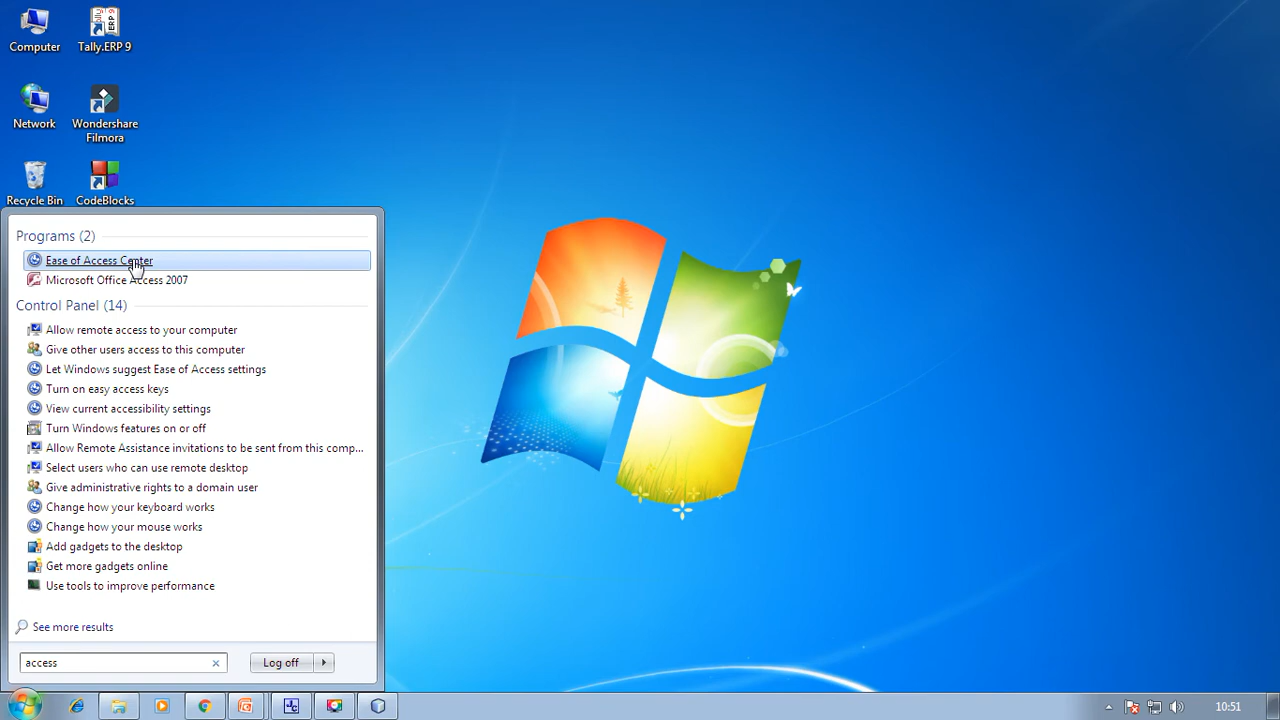 Computer
Tally.ERP 9
Network
Wondershare
Filmora
Recycle Bin
CodeBlocks
Programs (2)
Ease of Access Center
Microsoft Office Access 2007
Control Panel (14)
Allow remote access to your computer
Give other users access to this computer
Let Windows suggest Ease of Access settings
Turn on easy access keys
View current accessibility settings
Turn Windows features on or off
Allow Remote Assistance invitations to be sent from this comp...
Select users who can use remote desktop
Give administrative rights to a domain user
Change how your keyboard works
Change how your mouse works
Add gadgets to the desktop
Get more gadgets online
Use tools to improve performance
See more results
access
Log off
10:51